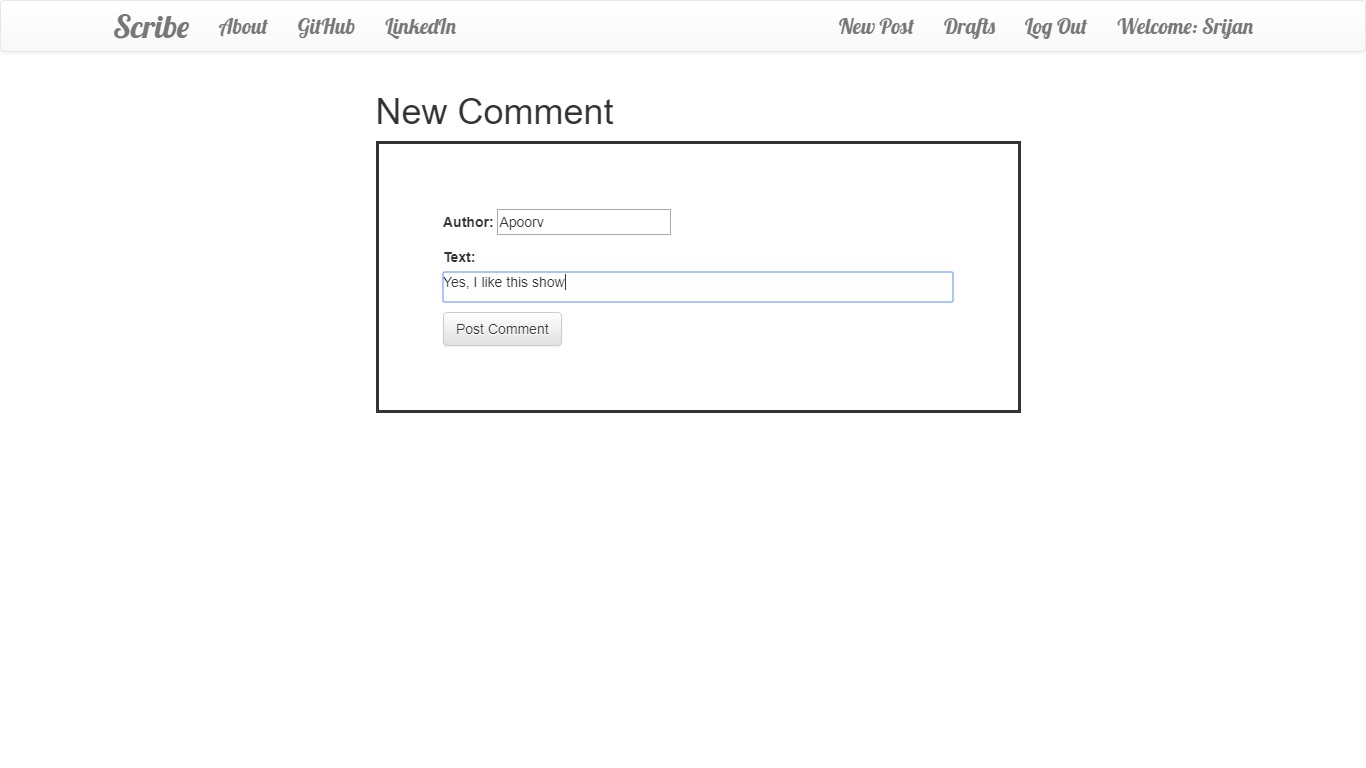 Scribe About GitHub LinkedIn New Post Drafts Log Out Welcome: Srijan
New Comment
Author: Apoorv
Text:
Yes, I like this show
Post Comment